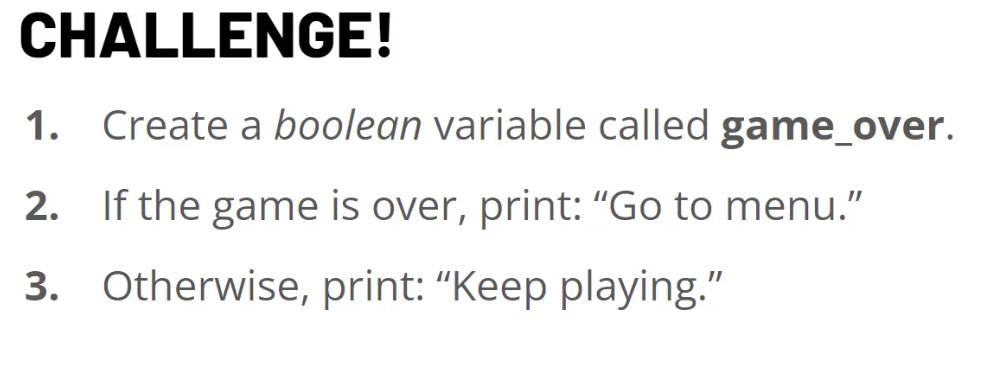 CHALLENGE!
1. Create a boolean variable called game_over.
2. If the game is over, print: “Go to menu.”
3. Otherwise, print: “Keep playing.”